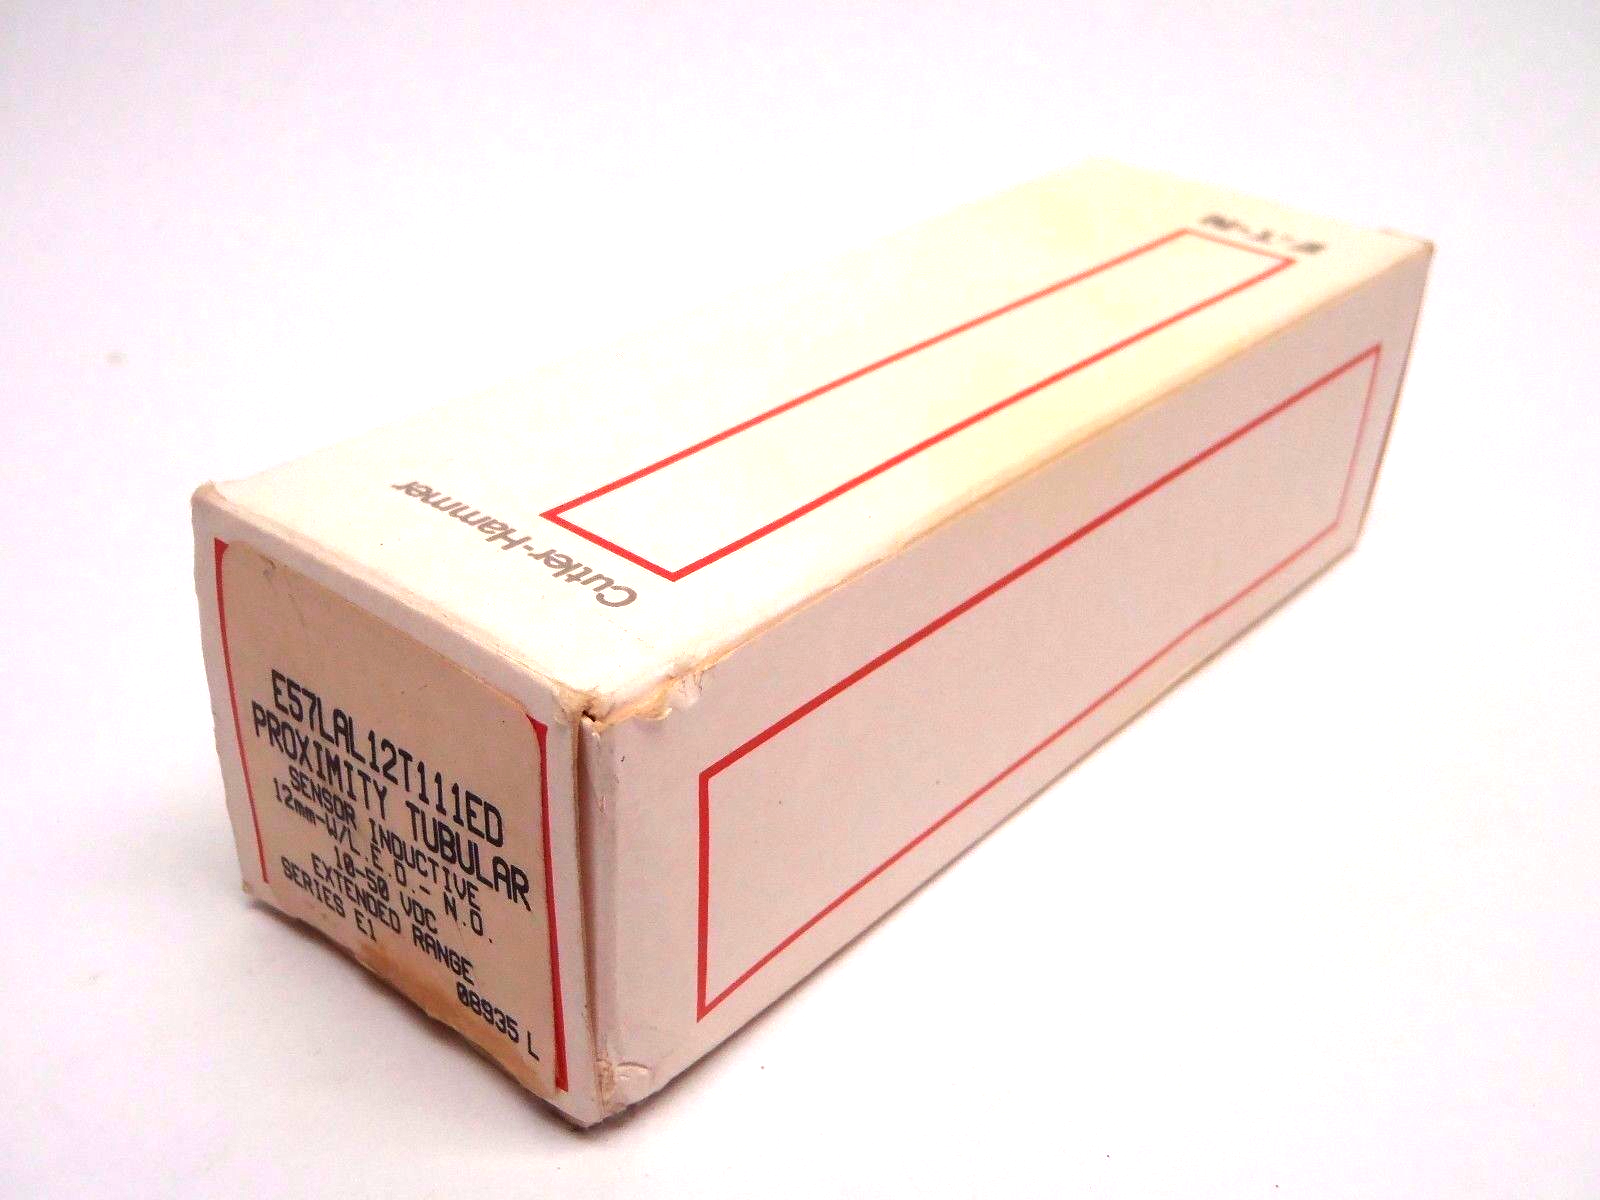 E·T·N
Cutler-Hammer
E57LAL12T111ED
PROXIMITY TUBULAR
SENSOR INDUCTIVE
12mm-W/L.E.D.- N.O.
10-50 VDC
EXTENDED RANGE
SERIES E1
08935 L